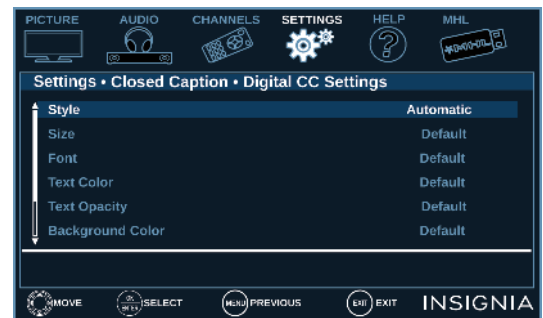 PICTURE AUDIO CHANNELS SETTINGS HELP MHL
Settings • Closed Caption • Digital CC Settings
Style Automatic
Size Default
Font Default
Text Color Default
Text Opacity Default
Background Color Default
MOVE OK ENTER SELECT MENU PREVIOUS EXIT EXIT INSIGNIA